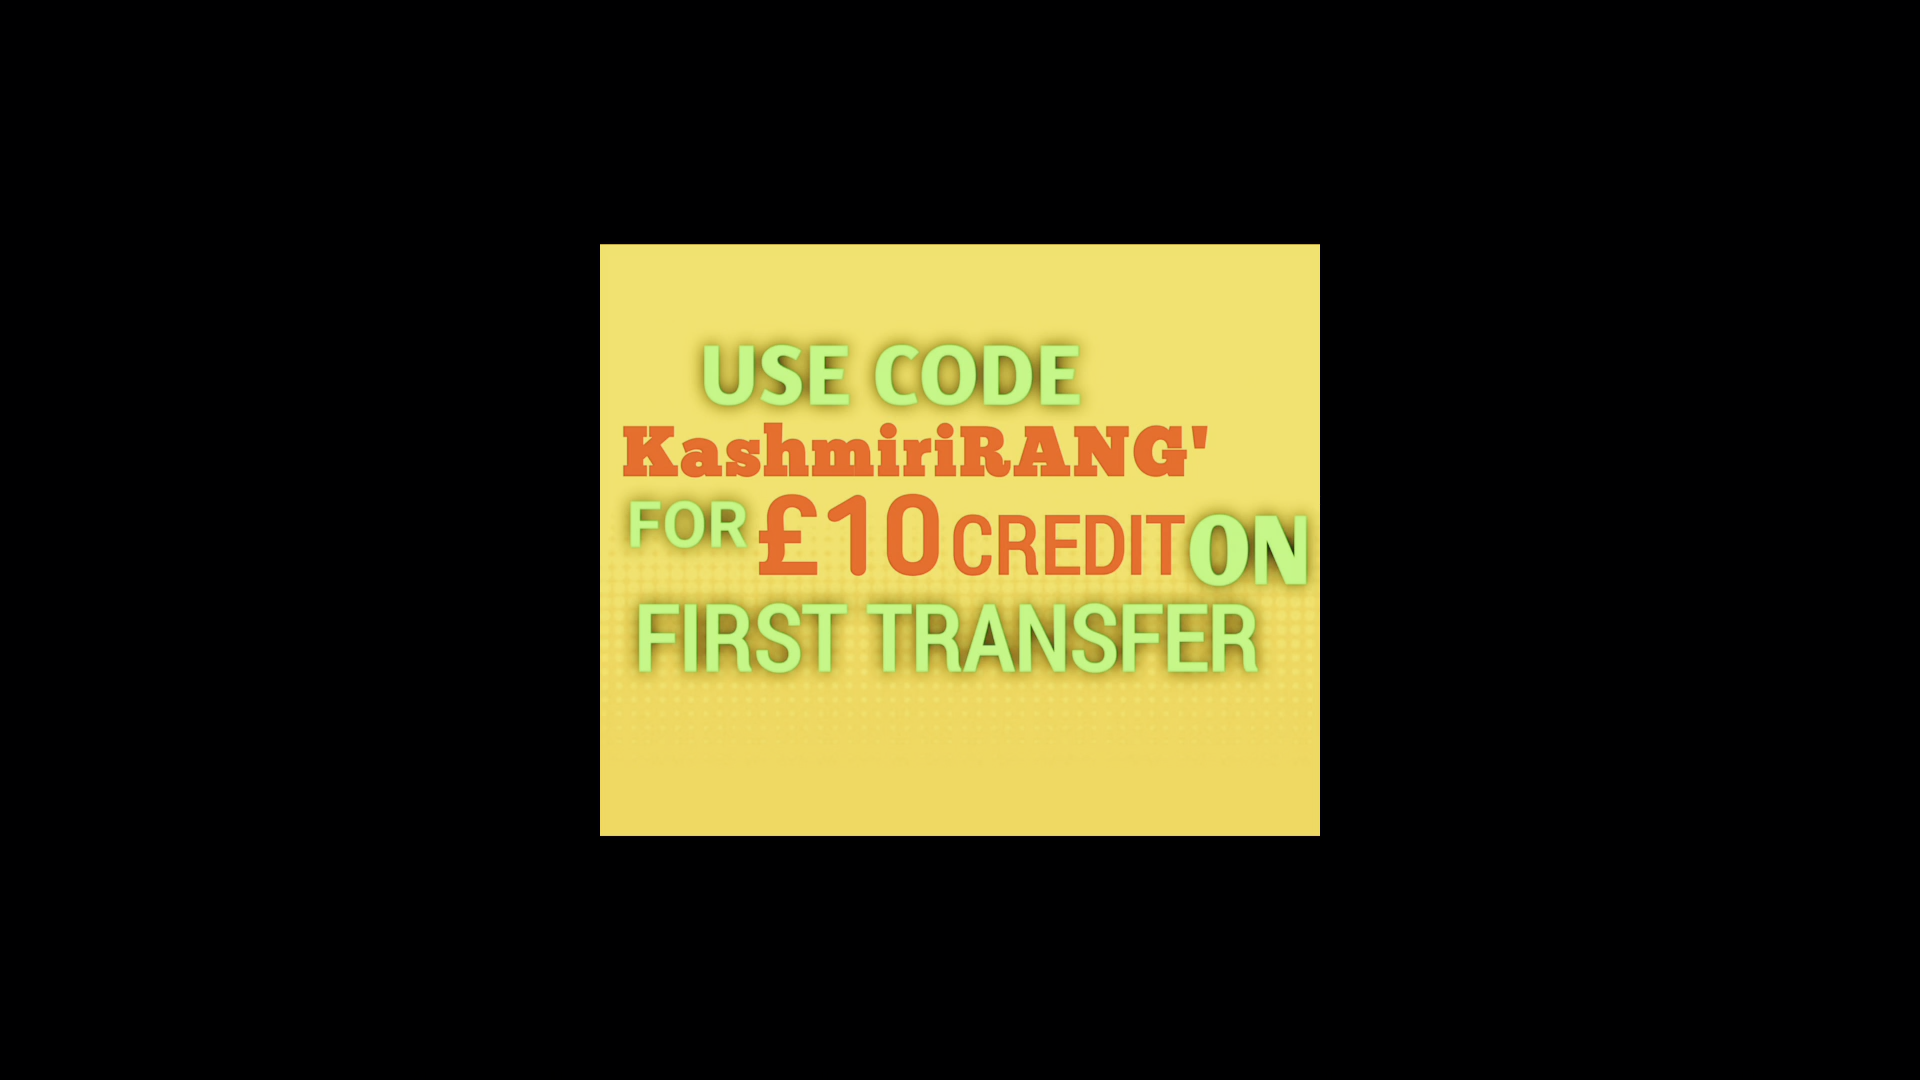 USE CODE
KashmiriRANG'
FOR £10 CREDIT ON
FIRST TRANSFER